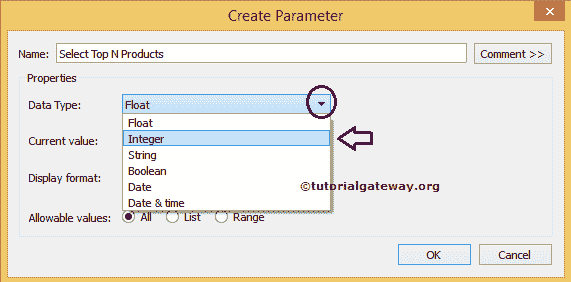 Create Parameter
Name: Select Top N Products Comment >>
Properties
Data Type: Float
Float
Current value: Integer
String
Display format: Boolean
©tutorialgateway.org
Date
Date & time
Allowable values: All List Range
OK Cancel